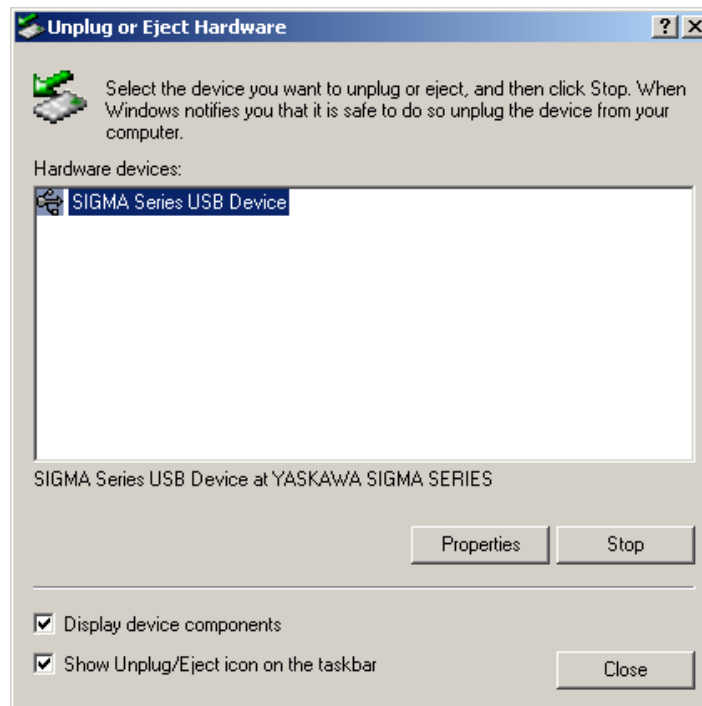 Unplug or Eject Hardware
Select the device you want to unplug or eject, and then click Stop. When
Windows notifies you that it is safe to do so unplug the device from your
computer.
Hardware devices:
SIGMA Series USB Device
SIGMA Series USB Device at YASKAWA SIGMA SERIES
Properties Stop
Display device components
Show Unplug/Eject icon on the taskbar
Close